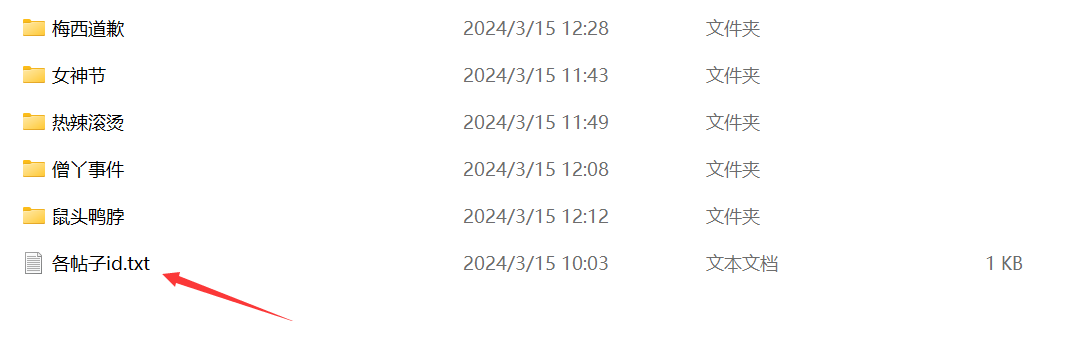 梅西道歉 2024/3/15 12:28 文件夹
女神节 2024/3/15 11:43 文件夹
热辣滚烫 2024/3/15 11:49 文件夹
僧丫事件 2024/3/15 12:08 文件夹
鼠头鸭脖 2024/3/15 12:12 文件夹
各帖子id.txt 2024/3/15 10:03 文本文档 1 KB